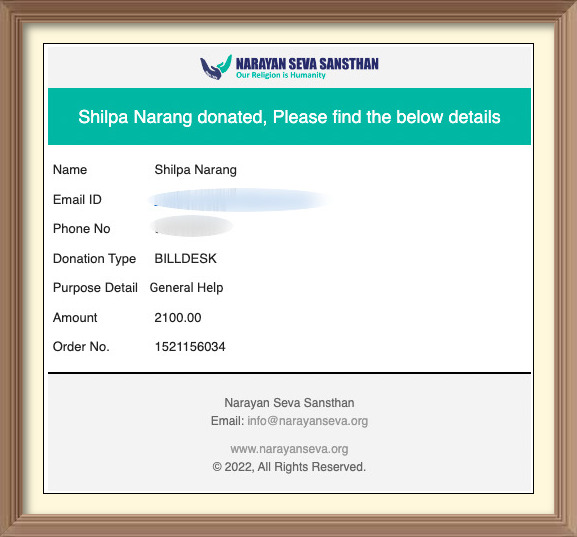 NARAYAN SEVA SANSTHAN
Our Religion is Humanity
Shilpa Narang donated, Please find the below details
Name Shilpa Narang
Email ID
Phone No
Donation Type BILLDESK
Purpose Detail General Help
Amount 2100.00
Order No. 1521156034
Narayan Seva Sansthan
Email: info@narayanseva.org
www.narayanseva.org
© 2022, All Rights Reserved.